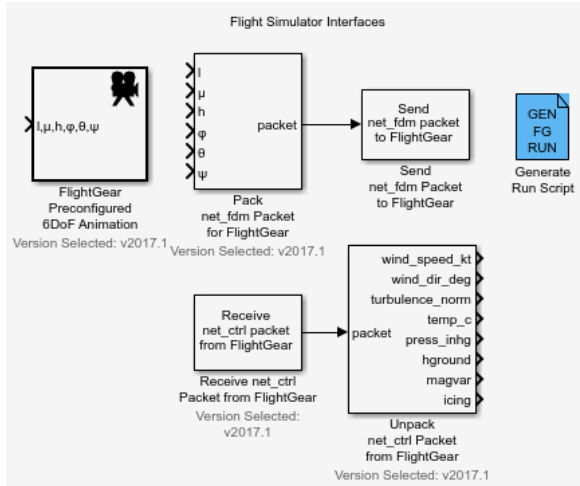 Flight Simulator Interfaces
l,μ,h,φ,θ,ψ
FlightGear
Preconfigured
6DoF Animation
Version Selected: v2017.1
l
μ
h
φ
θ
ψ
packet
Pack
net_fdm Packet
for FlightGear
Version Selected: v2017.1
Send
net_fdm packet
to FlightGear
Send
net_fdm Packet
to FlightGear
GEN
FG
RUN
Generate
Run Script
Receive
net_ctrl packet
from FlightGear
Receive net_ctrl
Packet from FlightGear
Version Selected:
v2017.1
packet
wind_speed_kt
wind_dir_deg
turbulence_norm
temp_c
press_inhg
hground
magvar
icing
Unpack
net_ctrl Packet
from FlightGear
Version Selected: v2017.1